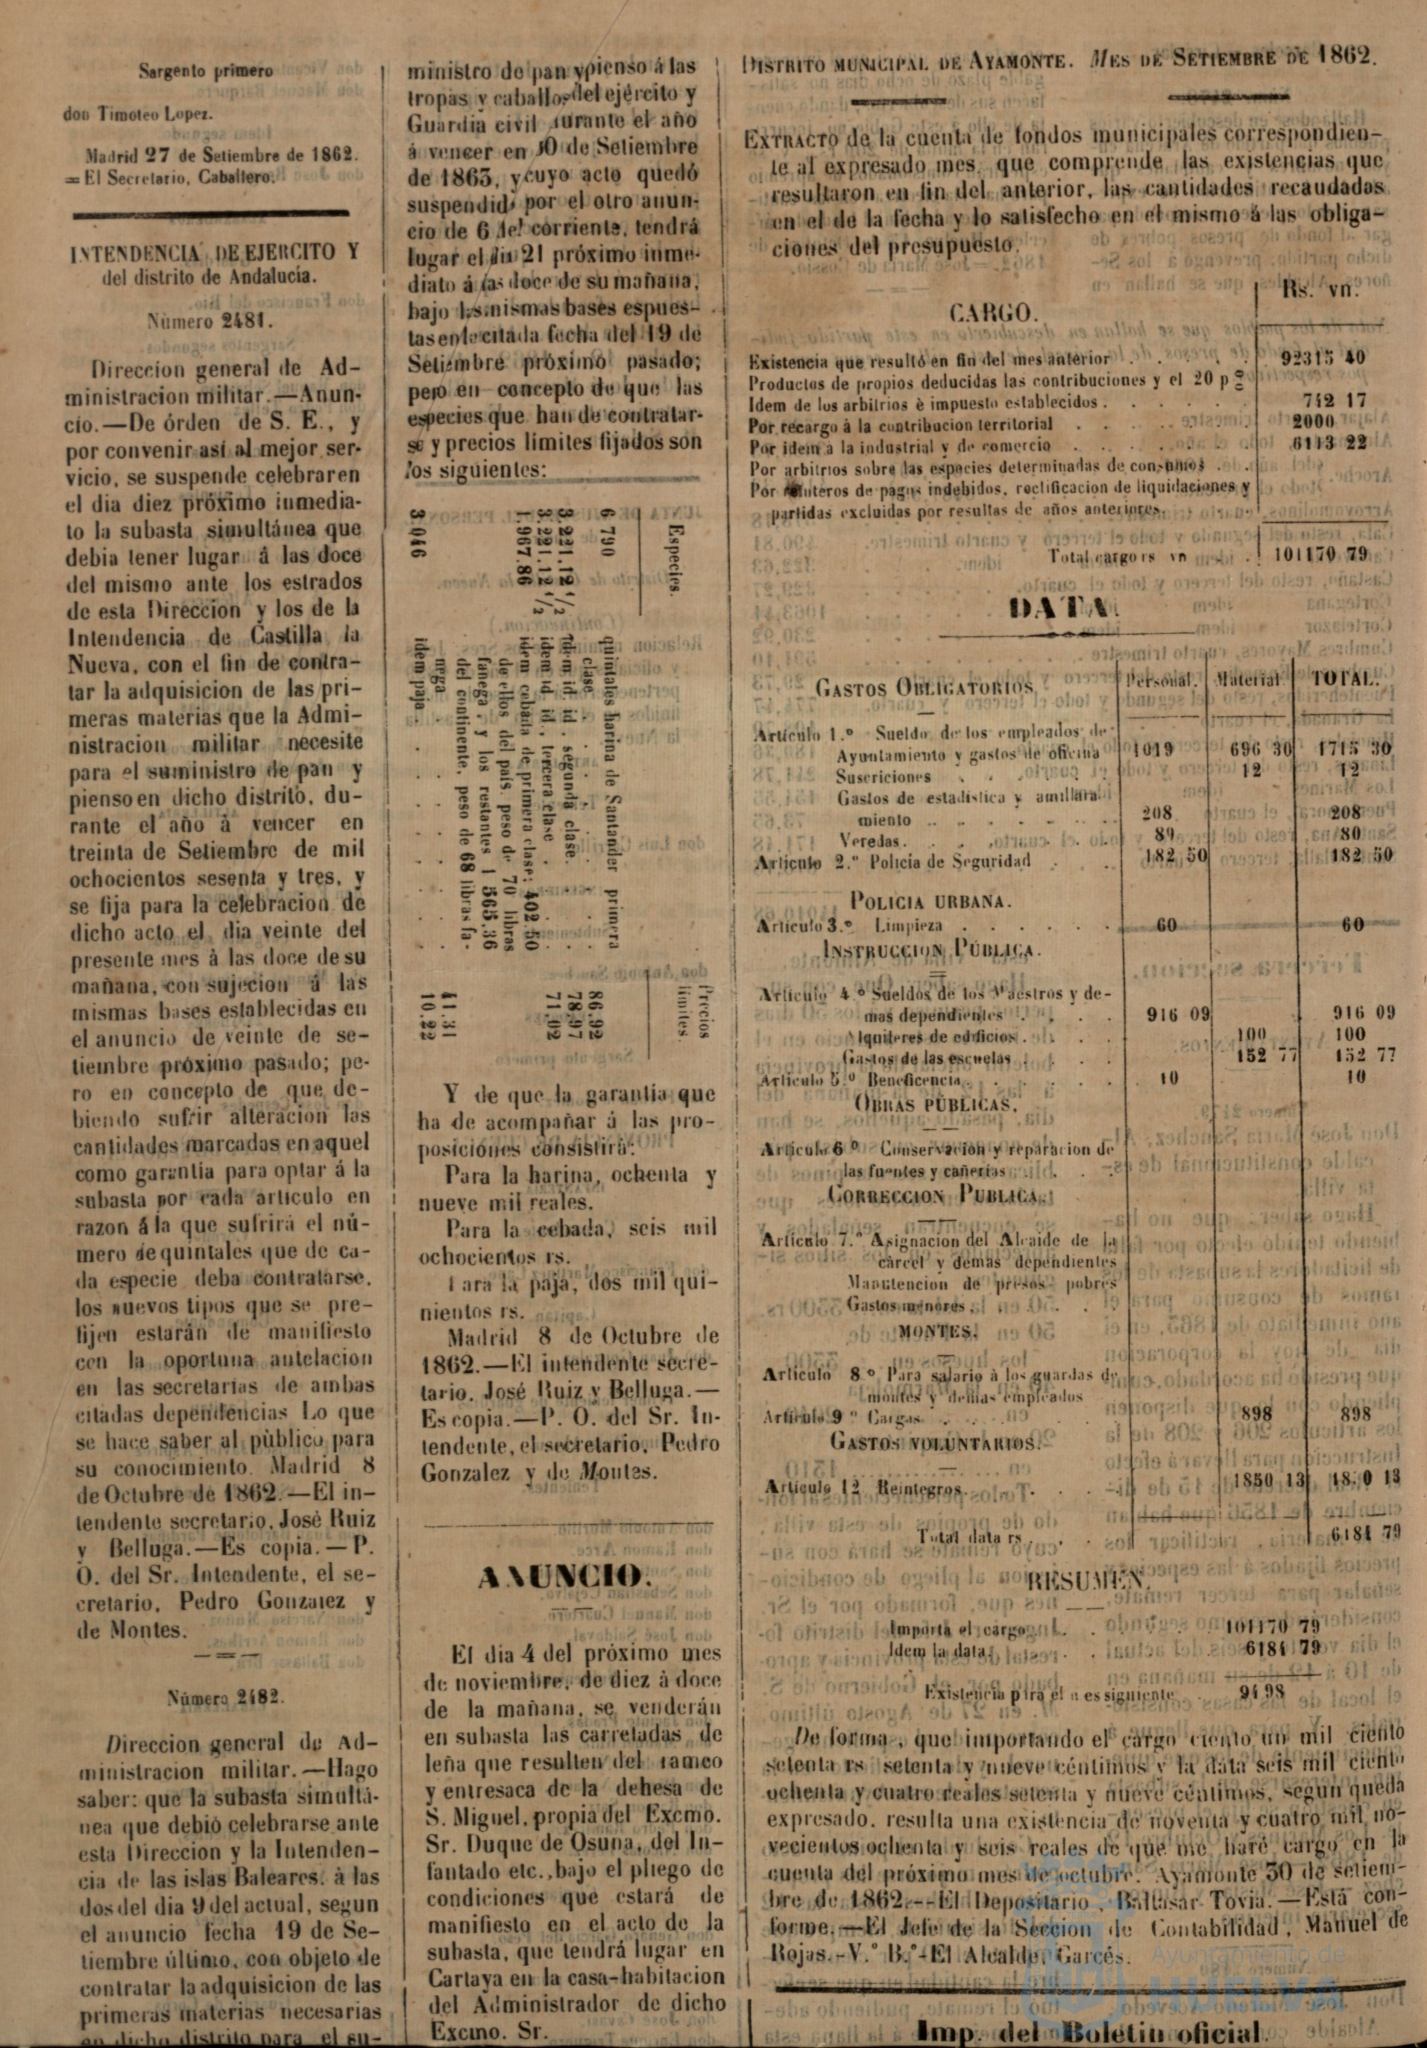 Sargento primero
don Timoteo Lopez.
Madrid 27 de Setiembre de 1862.
=El Secretario, Caballero.
INTENDENCIA DE EJERCITO Y
del distrito de Andalucía.
Número 2481.
Direccion general de Ad-
ministracion militar.—Anun-
cio.—De órden de S. E., y
por convenir así al mejor ser-
vicio, se suspende celebraren
el dia diez próximo inmedia-
to la subasta simultánea que
debia tener lugar á las doce
del mismo ante los estrados
de esta Direccion y los de la
Intendencia de Castilla la
Nueva, con el fin de contra-
tar la adquisicion de las pri-
meras materias que la Admi-
nistracion militar necesite
para el suministro de pan y
pienso en dicho distrito, du-
rante el año á vencer en
treinta de Setiembre de mil
ochocientos sesenta y tres, y
se fija para la celebracion de
dicho acto el dia veinte del
presente mes á las doce de su
mañana, con sujecion á las
mismas bases establecidas en
el anuncio de veinte de se-
tiembre próximo pasado; pe-
ro en concepto de que de-
biendo sufrir alteracion las
cantidades marcadas en aquel
como garantia para optar á la
subasta por cada artículo en
razon á la que sufrirá el nú-
mero de quintales que de ca-
da especie deba contratarse,
los nuevos tipos que se pre-
fijen estarán de manifiesto
con la oportuna antelacion
en las secretarias de ambas
citadas dependencias Lo que
se hace saber al público para
su conocimiento. Madrid 8
de Octubre de 1862.—El in-
tendente secretario, José Ruiz
y Belluga.—Es copia.—P.
O. del Sr. Intendente, el se-
cretario, Pedro Gonzalez y
de Montes.
Número 2482.
Direccion general de Ad-
ministracion militar.—Hago
saber: que la subasta simultá-
nea que debió celebrarse ante
esta Direccion y la Intenden-
cia de las islas Baleares, á las
dos del dia 9 del actual, segun
el anuncio fecha 19 de Se-
tiembre último, con objeto de
contratar la adquisicion de las
primeras materias necesarias
en dicho distrito para el su-
ministro de pan y pienso á las
tropas y caballos del ejército y
Guardia civil durante el año
á vencer en 30 de Setiembre
de 1863, y cuyo acto quedó
suspendido por el otro anun-
cio de 6 del corriente, tendrá
lugar el dia 21 próximo inme-
diato á las doce de su mañana,
bajo las mismas bases espues-
tas en la citada fecha del 19 de
Setiembre próximo pasado;
pero en concepto de que las
especies que han de contratar-
se y precios límites fijados son
los siguientes:
Especies.
Precios
límites.
6 790 quintales harina de Santander primera
clase. . . . . 86.92
3.221.12 ½ idem id. id., segunda clase. . . 78.97
3.221.12 ½ idem id. id., tercera clase . . . 71.02
1.967.86 idem cebada de primera clase: 402 50
de ellos del país, peso de 70 libras
fanega, y los restantes 1 565.36
del continente, peso de 68 libras fa-
nega . . . . . 41.31
3.046 idem paja. . . . . 10.22
Y de que la garantia que
ha de acompañar á las pro-
posiciones consistirá:
Para la harina, ochenta y
nueve mil reales.
Para la cebada, seis mil
ochocientos rs.
Para la paja, dos mil qui-
nientos rs.
Madrid 8 de Octubre de
1862.—El intendente secre-
tario, José Ruiz y Belluga.—
Es copia.—P. O. del Sr. In-
tendente, el secretario, Pedro
Gonzalez y de Montes.
ANUNCIO.
El dia 4 del próximo mes
de noviembre, de diez á doce
de la mañana, se venderán
en subasta las carretadas de
leña que resulten del rameo
y entresaca de la dehesa de
S. Miguel, propia del Excmo.
Sr. Duque de Osuna, del In-
fantado etc., bajo el pliego de
condiciones que estará de
manifiesto en el acto de la
subasta, que tendrá lugar en
Cartaya en la casa-habitacion
del Administrador de dicho
Excmo. Sr.
DISTRITO MUNICIPAL DE AYAMONTE. MES DE SETIEMBRE DE 1862.
EXTRACTO de la cuenta de fondos municipales correspondien-
te al expresado mes, que comprende las existencias que
resultaron en fin del anterior, las cantidades recaudadas
en el de la fecha y lo satisfecho en el mismo á las obliga-
ciones del presupuesto.
Rs. vn.
CARGO.
Existencia que resultó en fin del mes anterior . . . 92315 40
Productos de propios deducidas las contribuciones y el 20 p%
Idem de los arbitrios é impuesto establecidos . . . 742 17
Por recargo á la contribucion territorial . . . 2000
Por idem á la industrial y de comercio . . . 6113 22
Por arbitrios sobre las especies determinadas de consumos . .
Por reinteros de pagos indebidos, rectificacion de liquidaciones y
partidas excluidas por resultas de años anteriores.
Total cargo rs vn . . 101170 79
DATA.
GASTOS OBLIGATORIOS. Personal. Material TOTAL.
Artículo 1.º Sueldo de los empleados de
Ayuntamiento y gastos de oficina 1019 696 30 1715 30
Suscriciones . . . 12 12
Gastos de estadística y amillara
miento . . . 208 208
Veredas. . . . 89 80
Artículo 2.º Policía de Seguridad . . 182 50 182 50
POLICIA URBANA.
Artículo 3.º Limpieza . . . 60 60
INSTRUCCION PÚBLICA.
Artículo 4.º Sueldos de los Maestros y de-
mas dependientes . . . 916 09 916 09
Alquileres de edificios . . . 100 100
Gastos de las escuelas . . . 152 77 152 77
Artículo 5.º Beneficencia. . . . 10 10
OBRAS PÚBLICAS.
Artículo 6º Conservacion y reparacion de
las fuentes y cañerias . . .
CORRECCION PÚBLICA.
Artículo 7.º Asignacion del Alcaide de la
cárcel y demás dependientes
Manutencion de presos pobres
Gastos menores. . . .
MONTES.
Artículo 8.º Para salario á los guardas de
montes y demas empleados
Artículo 9º Cargas . . . 898 898
GASTOS VOLUNTARIOS.
Artículo 12 Reintegros. . . . 1850 13 18 0 13
Total data rs . . . 6184 79
RESUMEN.
Importa el cargo . . . 101170 79
Idem la data. . . . 6184 79
Existencia para el mes siguiente . 94 98
De forma, que importando el cargo ciento un mil ciento
setenta rs setenta y nueve céntimos y la data seis mil ciento
ochenta y cuatro reales setenta y nueve céntimos, segun queda
expresado, resulta una existencia de noventa y cuatro mil no-
vecientos ochenta y seis reales de que me haré cargo en la
cuenta del próximo mes de octubre. Ayamonte 30 de setiem-
bre de 1862.--El Depositario, Baltasar Tovia.—Está con-
forme.—El Jefe de la Seccion de Contabilidad, Manuel de
Rojas.-V.º B.º-El Alcalde, Garcés.
Ayuntamiento de
HUELVA
Imp. del Boletin oficial.